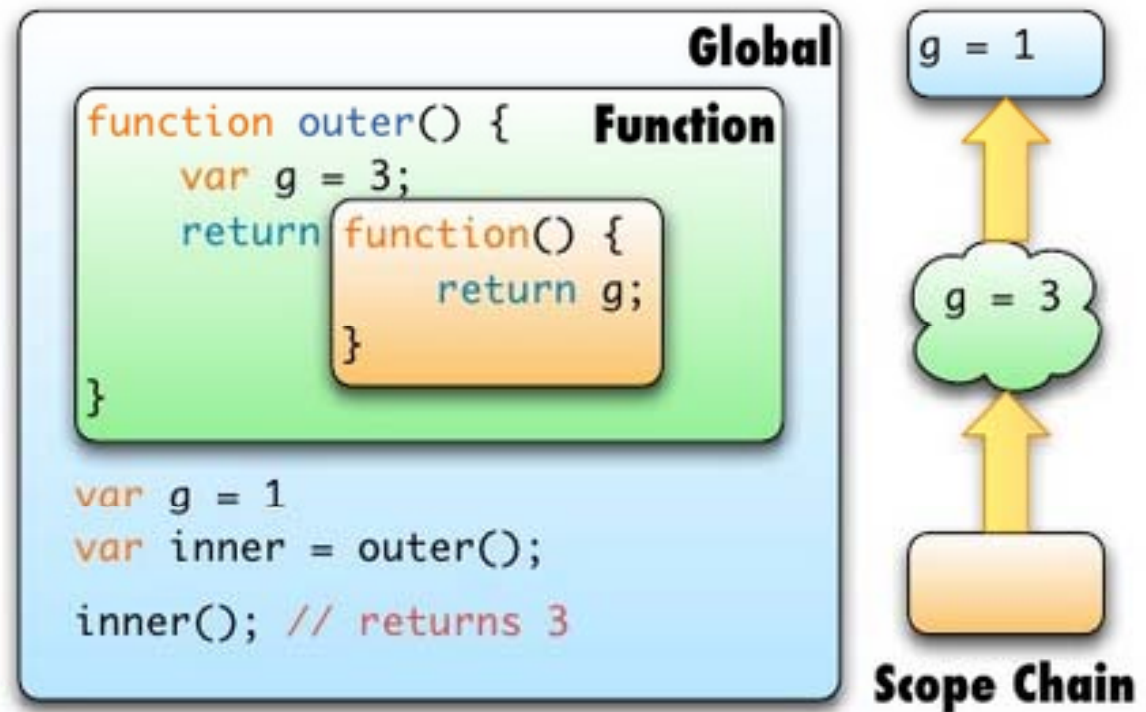 Global
function outer() {
Function
var g = 3;
return function() {
return g;
}
}
var g = 1
var inner = outer();
inner(); // returns 3
g = 1
g = 3
Scope Chain